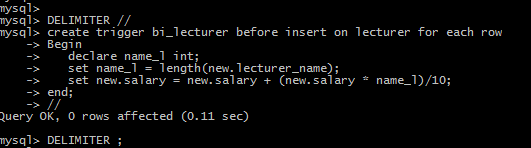 mysql>
mysql> DELIMITER //
mysql> create trigger bi_lecturer before insert on lecturer for each row
    -> Begin
    ->    declare name_l int;
    ->    set name_l = length(new.lecturer_name);
    ->    set new.salary = new.salary + (new.salary * name_l)/10;
    -> end;
    -> //
Query OK, 0 rows affected (0.11 sec)
mysql> DELIMITER ;